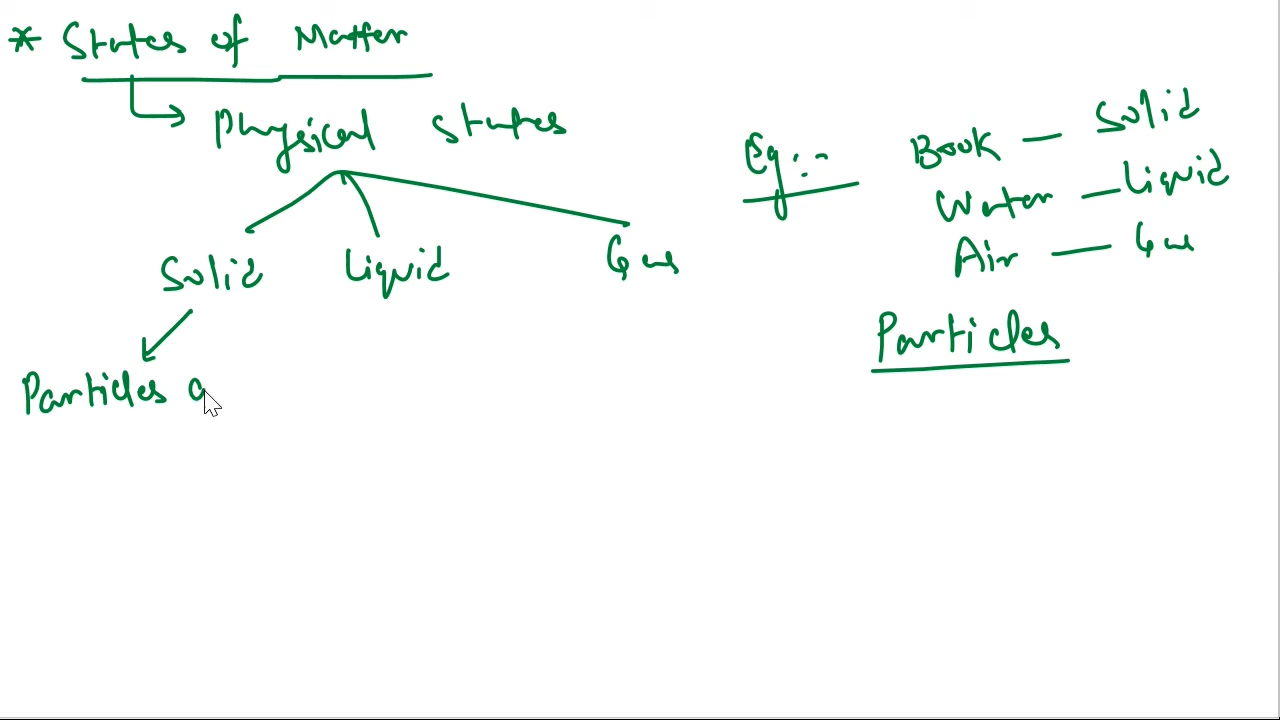 * States of Matter
Physical States
Solid Liquid Gas
Particles a
Eg:-
Book — Solid
Water — Liquid
Air — Gas
Particles